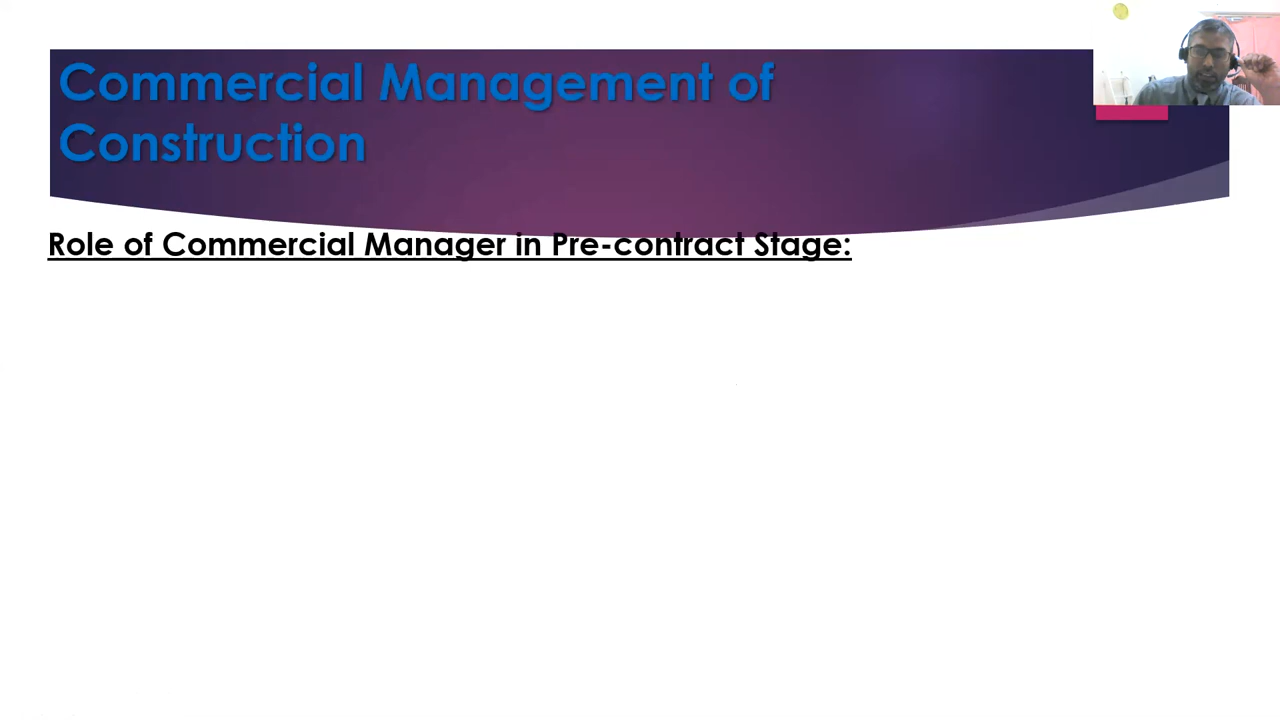 Commercial Management of
Construction
Role of Commercial Manager in Pre-contract Stage: